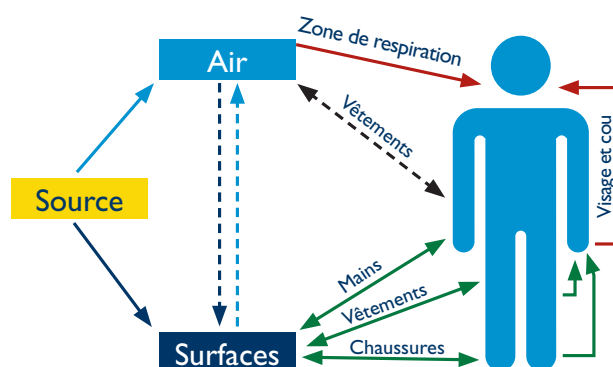 Zone de respiration
Air
Vêtements
Visage et cou
Source
Mains
Vêtements
Chaussures
Surfaces